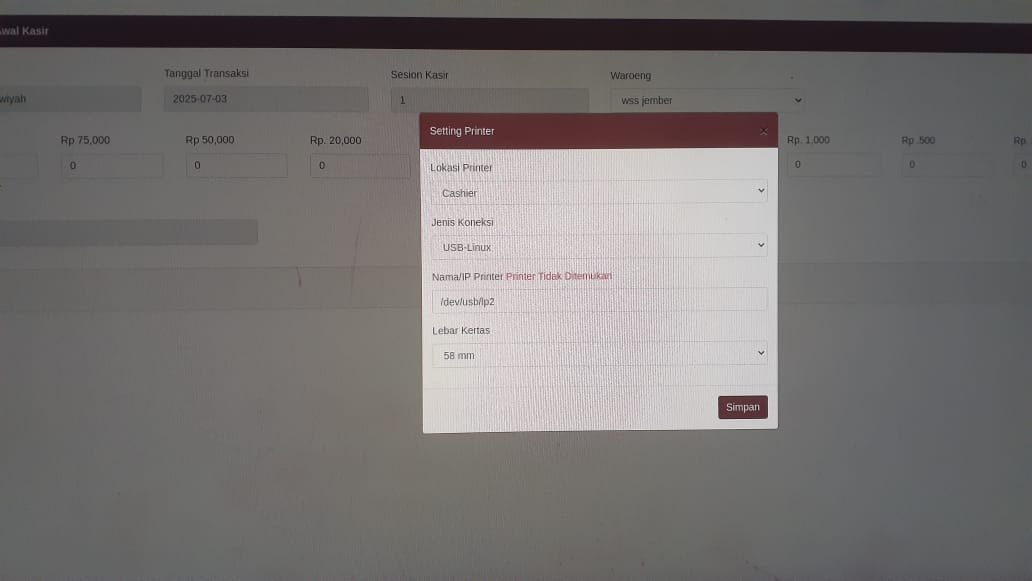 wal Kasir
Tanggal Transaksi
Sesion Kasir
Waroeng
wiyah
2025-07-03
1
wss jember
Rp 75,000
Rp 50,000
Rp. 20,000
Rp. 1.000
Rp .500
Rp.
0
0
0
0
0
0
Setting Printer
×
Lokasi Printer
Cashier
Jenis Koneksi
USB-Linux
Nama/IP Printer Printer Tidak Ditemukan
/dev/usb/lp2
Lebar Kertas
58 mm
Simpan